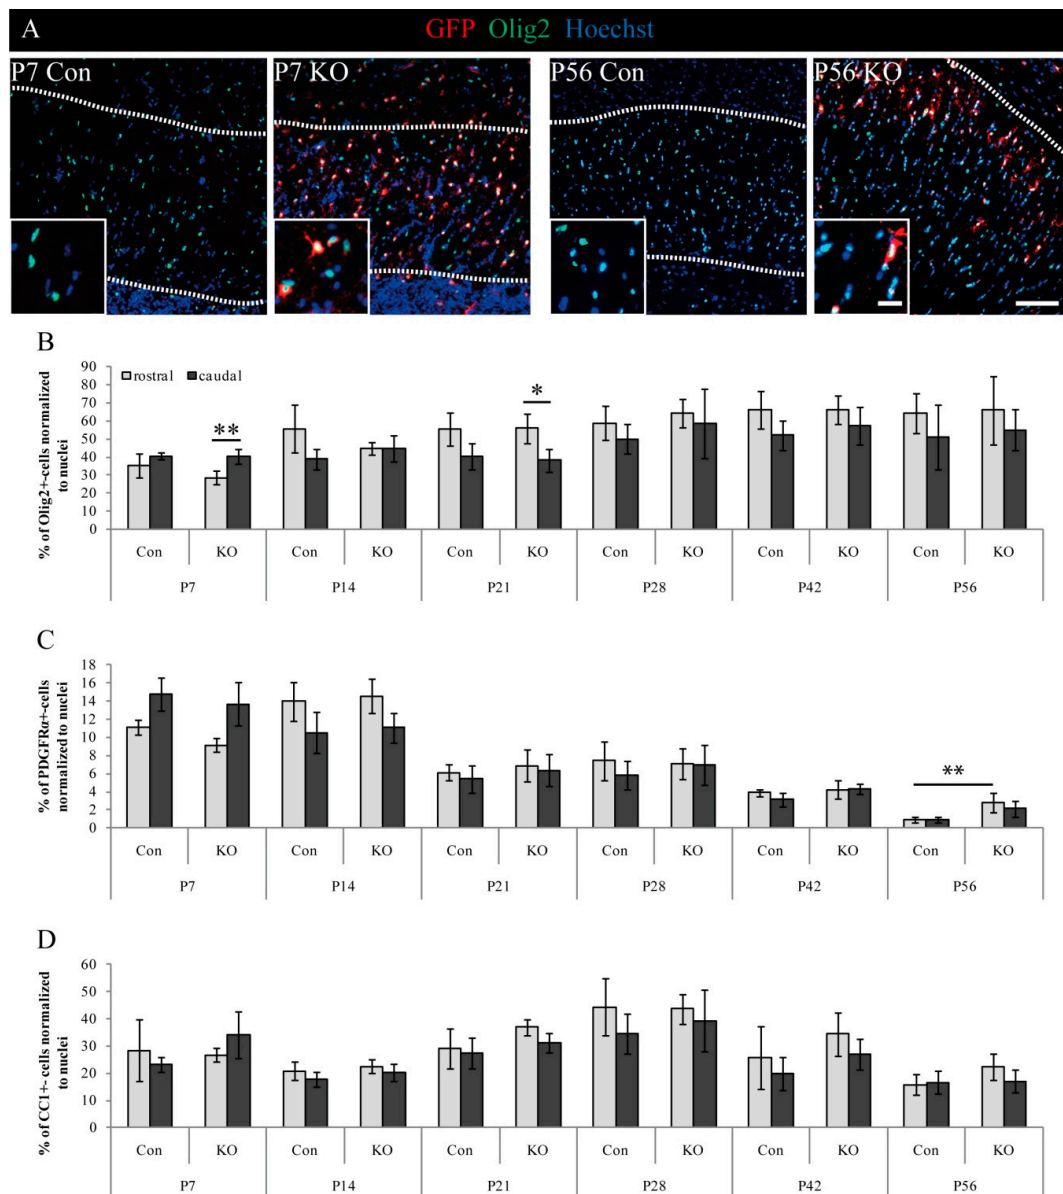 A GFP Olig2 Hoechst
P7 Con P7 KO P56 Con P56 KO
B
% of Olig2+-cells normalized
to nuclei
90
80
70
60
50
40
30
20
10
0
rostral caudal
** *
Con KO Con KO Con KO Con KO Con KO Con KO
P7 P14 P21 P28 P42 P56
C
% of PDGFRα+-cells
normalized to nuclei
18
16
14
12
10
8
6
4
2
0
**
Con KO Con KO Con KO Con KO Con KO Con KO
P7 P14 P21 P28 P42 P56
D
% of CC1+- cells normalized
to nuclei
60
50
40
30
20
10
0
Con KO Con KO Con KO Con KO Con KO Con KO
P7 P14 P21 P28 P42 P56